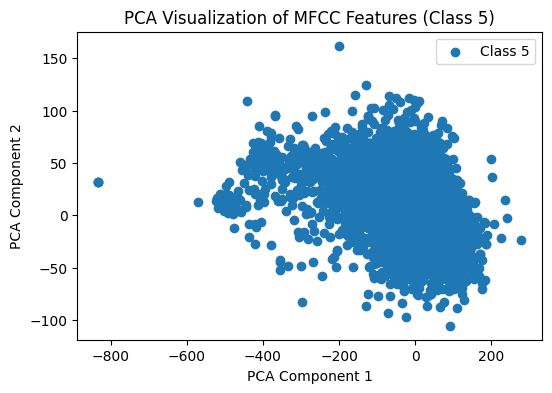 PCA Visualization of MFCC Features (Class 5)
Class 5
150
100
50
0
−50
−100
PCA Component 2
−800 −600 −400 −200 0 200
PCA Component 1